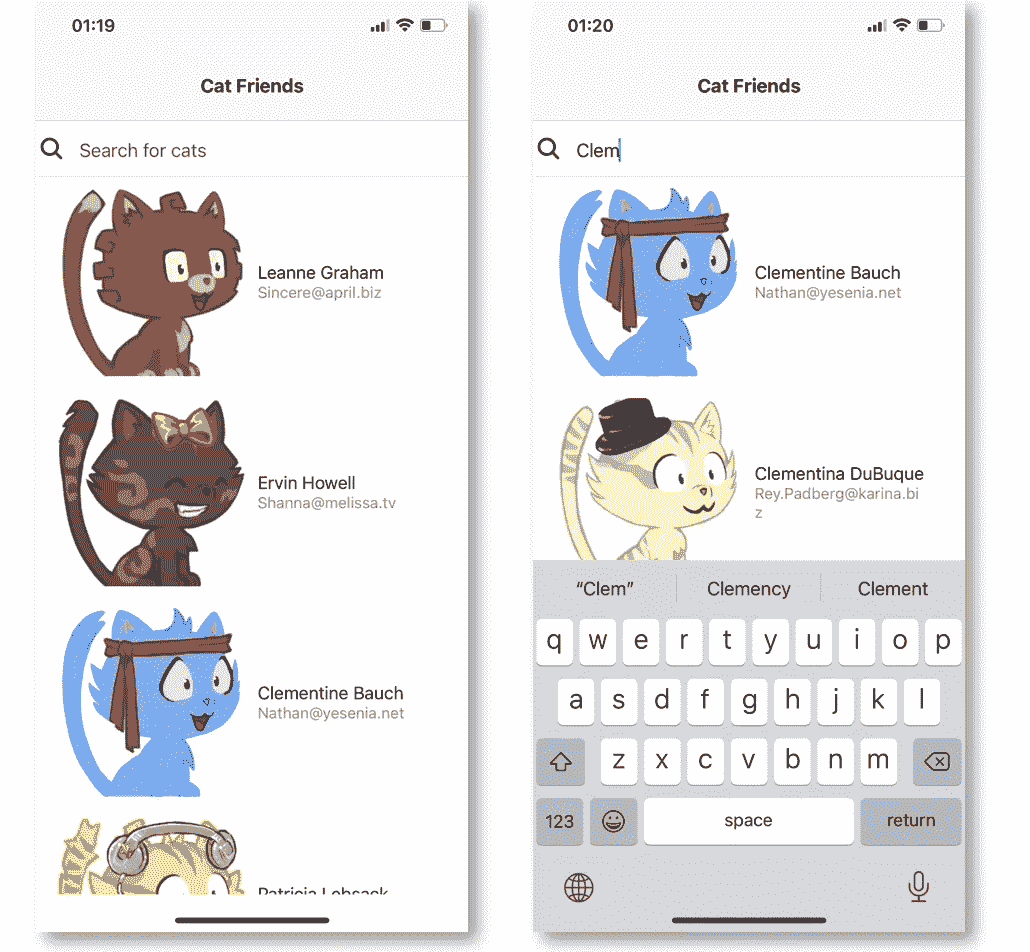 01:19
Cat Friends
Search for cats
Leanne Graham
Sincere@april.biz
Ervin Howell
Shanna@melissa.tv
Clementine Bauch
Nathan@yesenia.net
Patricia Lebsack
01:20
Cat Friends
Clem
Clementine Bauch
Nathan@yesenia.net
Clementina DuBuque
Rey.Padberg@karina.bi
z
“Clem” Clemency Clement
q w e r t y u i o p
a s d f g h j k l
z x c v b n m
123 space return